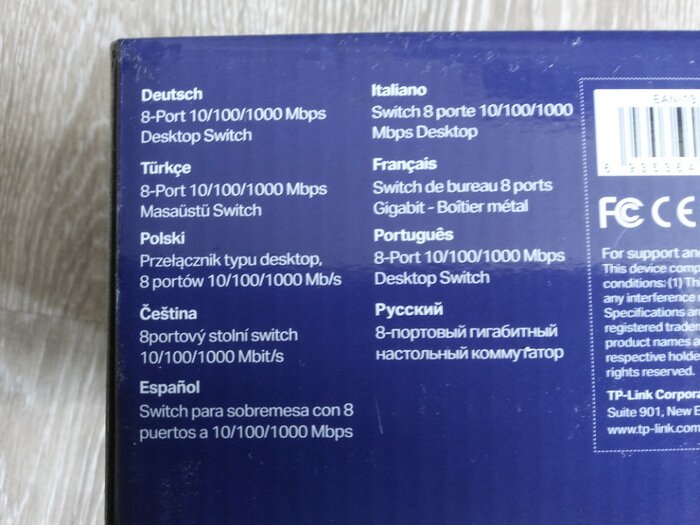 Deutsch
8-Port 10/100/1000 Mbps
Desktop Switch
Türkçe
8-Port 10/100/1000 Mbps
Masaüstü Switch
Polski
Przełącznik typu desktop,
8 portów 10/100/1000 Mb/s
Čeština
8portový stolní switch
10/100/1000 Mbit/s
Español
Switch para sobremesa con 8
puertos a 10/100/1000 Mbps
Italiano
Switch 8 porte 10/100/1000
Mbps Desktop
Français
Switch de bureau 8 ports
Gigabit - Boîtier métal
Português
8-Port 10/100/1000 Mbps
Desktop Switch
Русский
8-портовый гигабитный
настольный коммутатор
EAN-13
FC CE
For support and
This device comp
conditions: (1) Th
any interference
Specifications ar
registered trader
product names a
respective holde
rights reserved.
TP-Link Corpora
Suite 901, New E
www.tp-link.com